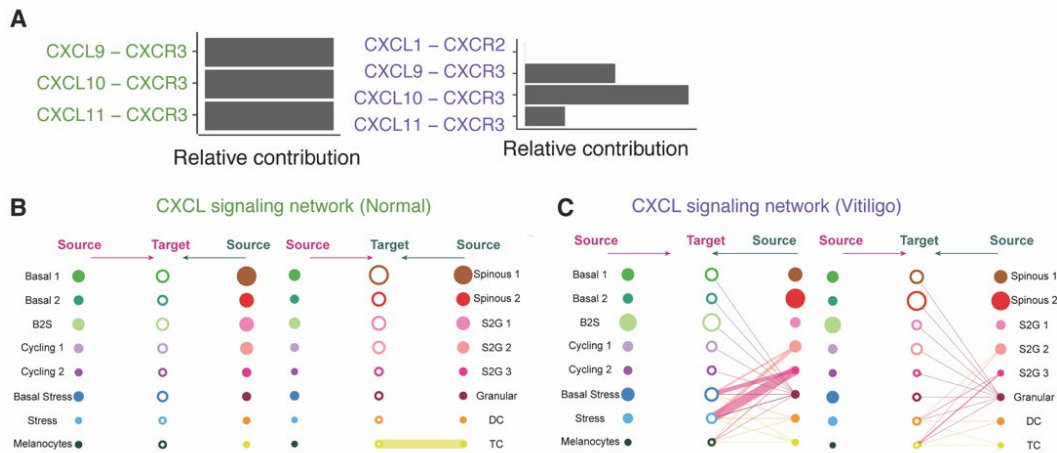 A
CXCL9 – CXCR3
CXCL10 – CXCR3
CXCL11 – CXCR3
Relative contribution
CXCL1 – CXCR2
CXCL9 – CXCR3
CXCL10 – CXCR3
CXCL11 – CXCR3
Relative contribution
B
CXCL signaling network (Normal)
Source Target Source Source Target Source
Basal 1 Spinous 1
Basal 2 Spinous 2
B2S S2G 1
Cycling 1 S2G 2
Cycling 2 S2G 3
Basal Stress Granular
Stress DC
Melanocytes TC
C
CXCL signaling network (Vitiligo)
Source Target Source Source Target Source
Basal 1 Spinous 1
Basal 2 Spinous 2
B2S S2G 1
Cycling 1 S2G 2
Cycling 2 S2G 3
Basal Stress Granular
Stress DC
Melanocytes TC